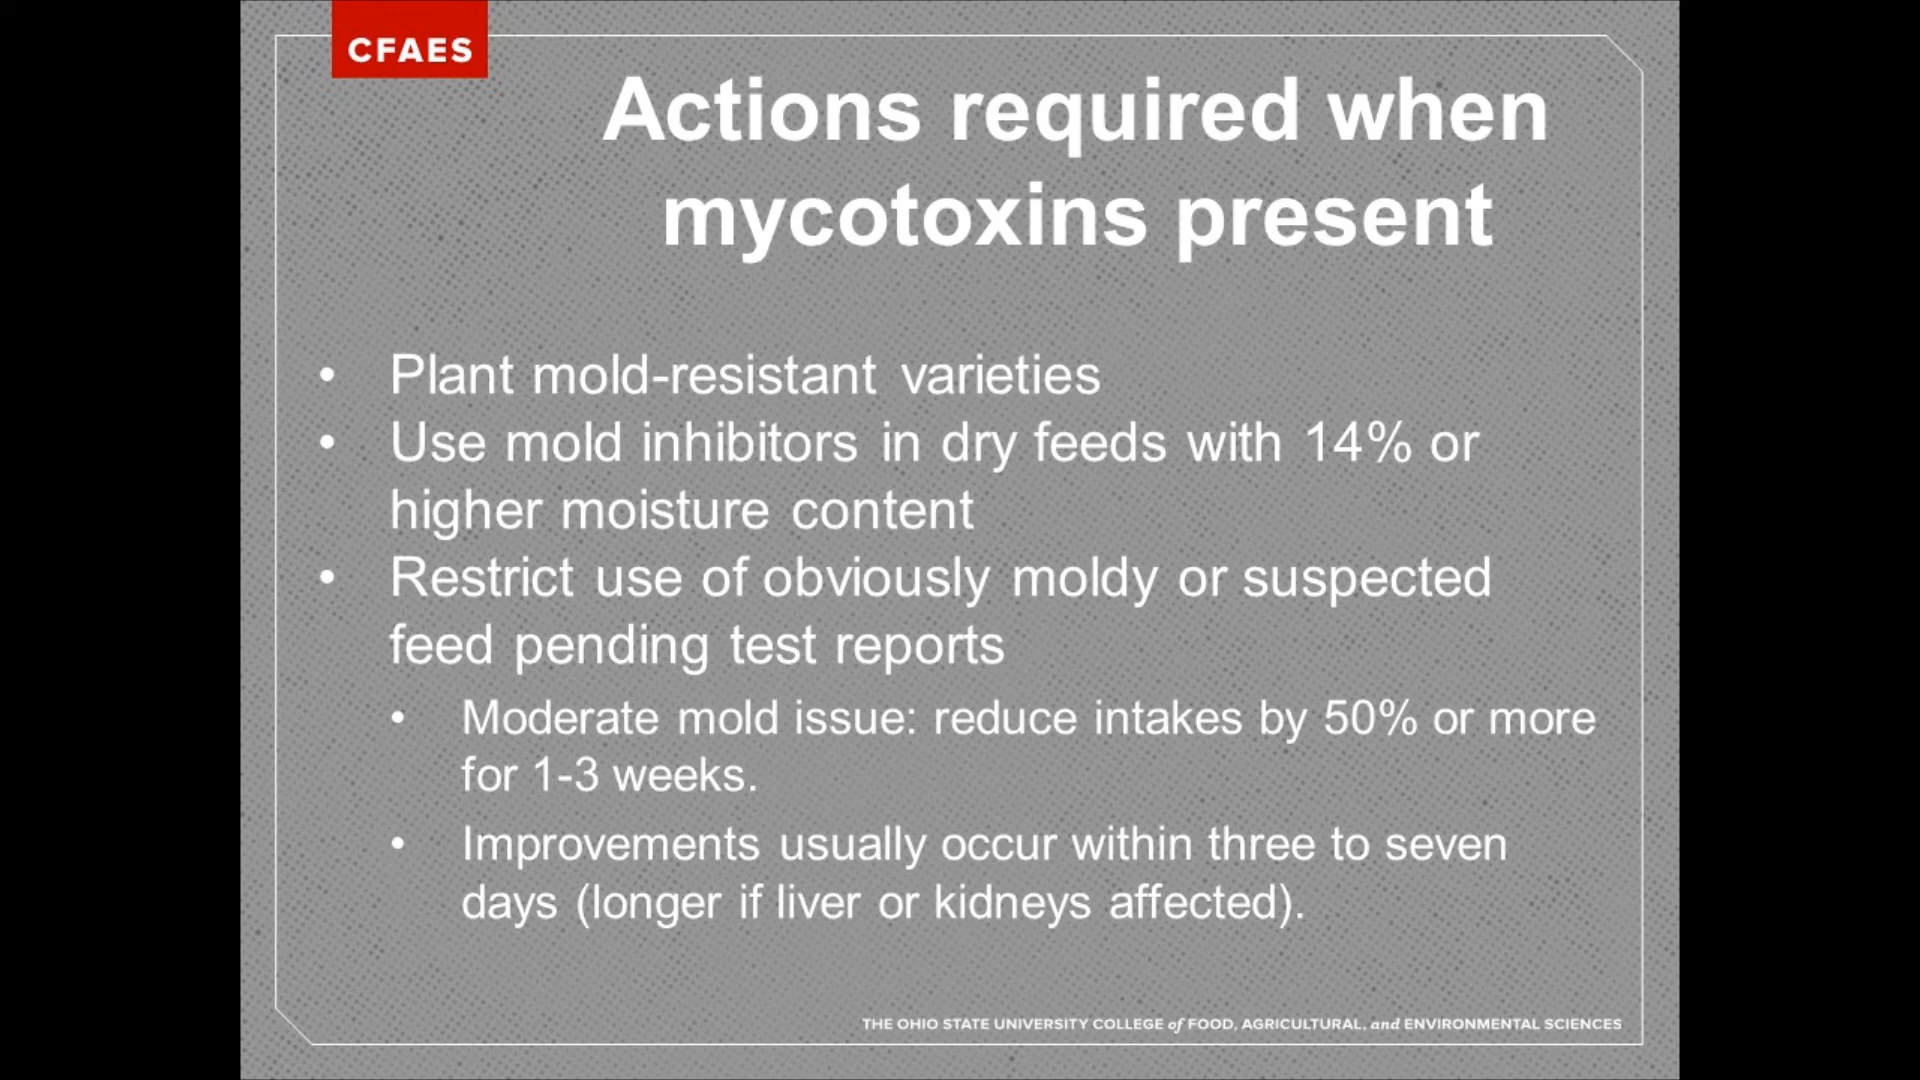 CFAES
Actions required when
mycotoxins present
• Plant mold-resistant varieties
• Use mold inhibitors in dry feeds with 14% or
higher moisture content
• Restrict use of obviously moldy or suspected
feed pending test reports
• Moderate mold issue: reduce intakes by 50% or more
for 1-3 weeks.
• Improvements usually occur within three to seven
days (longer if liver or kidneys affected).
THE OHIO STATE UNIVERSITY COLLEGE of FOOD, AGRICULTURAL, and ENVIRONMENTAL SCIENCES